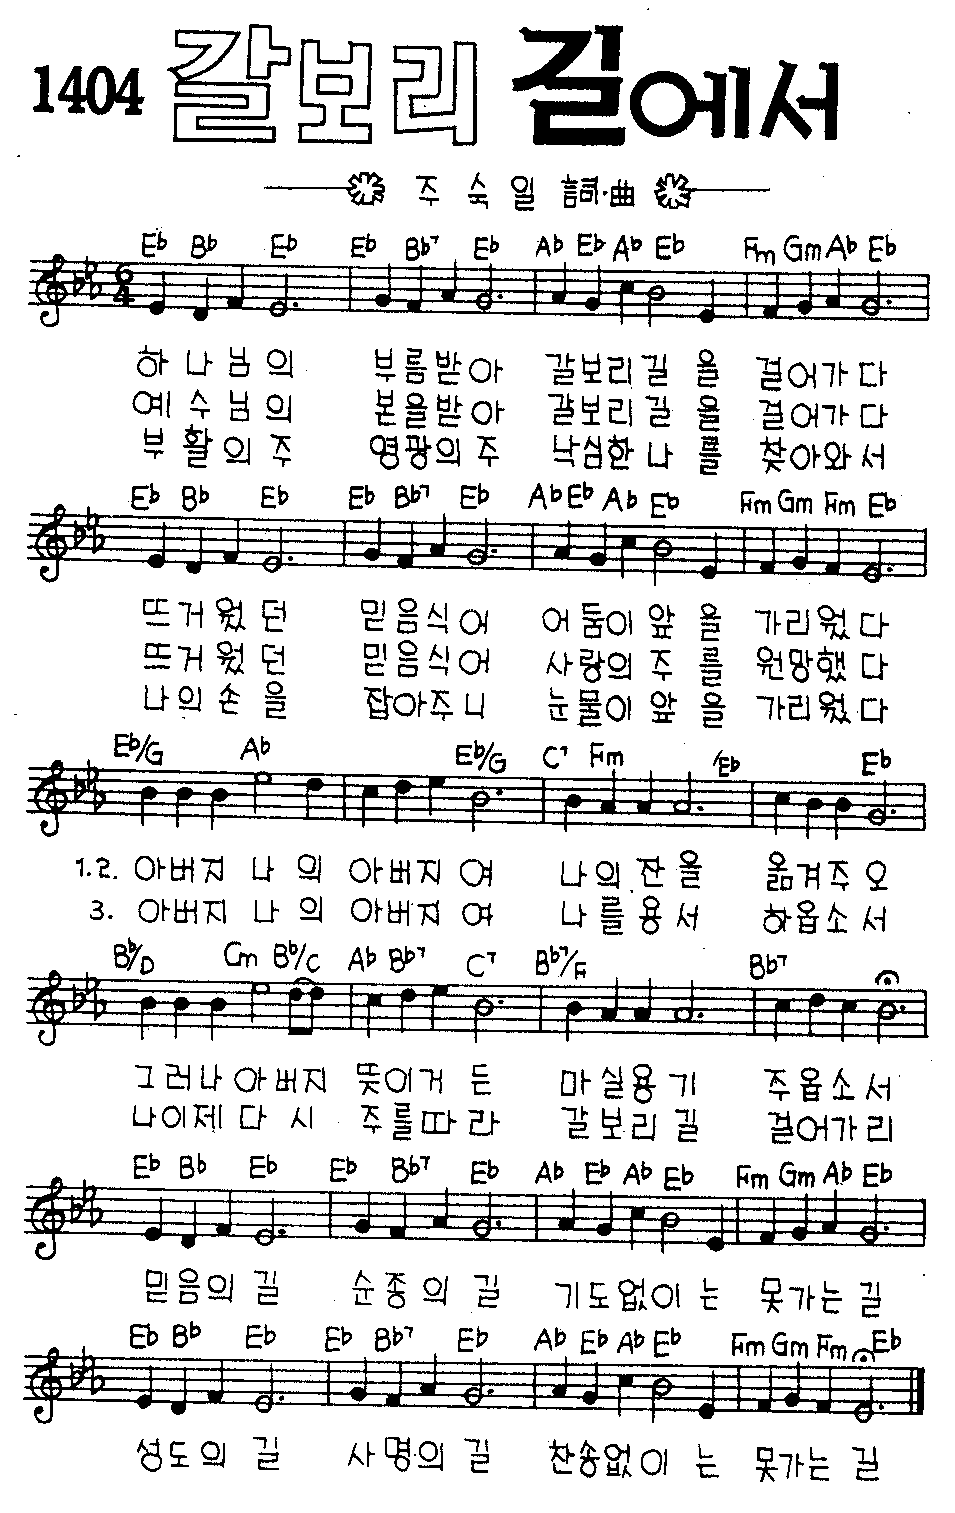 1404 갈보리 길에서
주 숙 일 詞·曲
Eb Bb Eb Eb Bb7 Eb Ab Eb Ab Eb Fm Gm Ab Eb
6/4
하 나 님 의 부 름 받 아 갈 보 리 길 을 걸 어 가 다
예 수 님 의 본 을 받 아 갈 보 리 길 을 걸 어 가 다
부 활 의 주 영 광 의 주 낙 심 한 나 를 찾 아 와 서
Eb Bb Eb Eb Bb7 Eb Ab Eb Ab Eb Fm Gm Fm Eb
뜨 거 웠 던 믿 음 식 어 어 둠 이 앞 을 가 리 웠 다
뜨 거 웠 던 믿 음 식 어 사 랑 의 주 를 원 망 했 다
나 의 손 을 잡 아 주 니 눈 물 이 앞 을 가 리 웠 다
Eb/G Ab Eb/G C7 Fm /Eb Eb
1.2. 아 버 지 나 의 아 버 지 여 나 의 잔 을 옮 겨 주 오
3. 아 버 지 나 의 아 버 지 여 나 를 용 서 하 옵 소 서
Bb/D Cm Bb/C Ab Bb7 C7 Bb7/F Bb7
그 러 나 아 버 지 뜻 이 거 든 마 실 용 기 주 옵 소 서
나 이 제 다 시 주 를 따 라 갈 보 리 길 걸 어 가 리
Eb Bb Eb Eb Bb7 Eb Ab Eb Ab Eb Fm Gm Ab Eb
믿 음 의 길 순 종 의 길 기 도 없 이 는 못 가 는 길
Eb Bb Eb Eb Bb7 Eb Ab Eb Ab Eb Fm Gm Fm Eb
성 도 의 길 사 명 의 길 찬 송 없 이 는 못 가 는 길